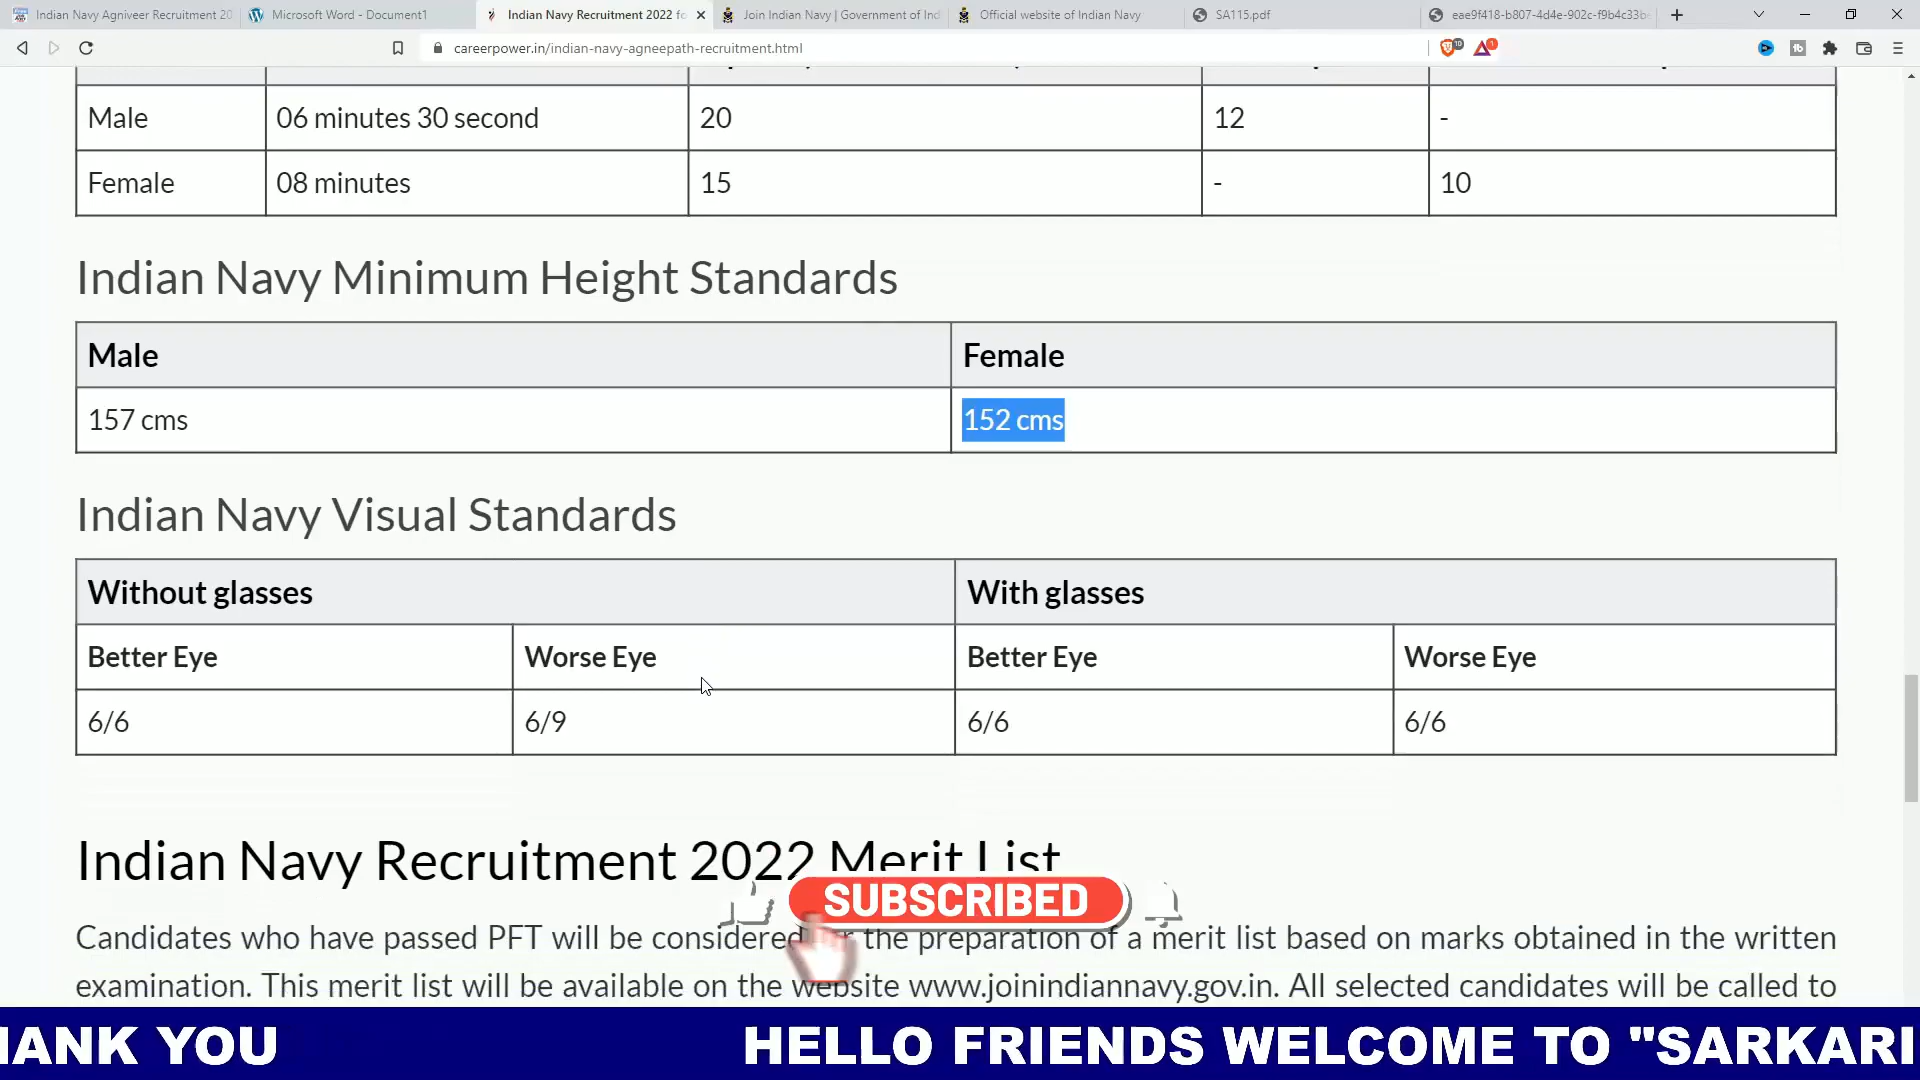 Indian Navy Agniveer Recruitment 20
Microsoft Word - Document1
Indian Navy Recruitment 2022 fo
Join Indian Navy | Government of Ind
Official website of Indian Navy
SA115.pdf
eae9f418-b807-4d4e-902c-f9b4c33b
careerpower.in/indian-navy-agneepath-recruitment.html
10
1
Male 06 minutes 30 second 20 12 -
Female 08 minutes 15 - 10
Indian Navy Minimum Height Standards
Male Female
157 cms 152 cms
Indian Navy Visual Standards
Without glasses With glasses
Better Eye Worse Eye Better Eye Worse Eye
6/6 6/9 6/6 6/6
Indian Navy Recruitment 2022 Merit List
SUBSCRIBED
Candidates who have passed PFT will be considered the preparation of a merit list based on marks obtained in the written
examination. This merit list will be available on the website www.joinindiannavy.gov.in. All selected candidates will be called to
HANK YOU HELLO FRIENDS WELCOME TO "SARKARI